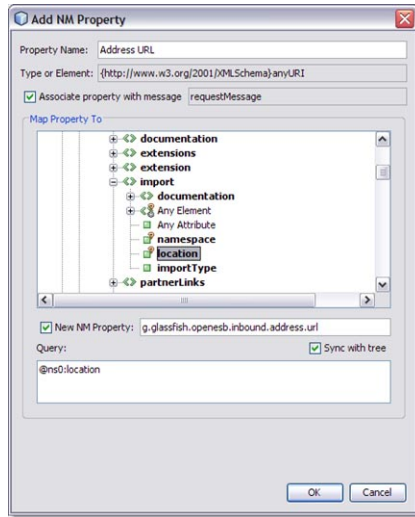 Add NM Property
Property Name: Address URL
Type or Element: {http://www.w3.org/2001/XMLSchema}anyURI
Associate property with message requestMessage
Map Property To
documentation
extensions
extension
import
documentation
Any Element
Any Attribute
namespace
location
importType
partnerLinks
New NM Property: g.glassfish.openesb.inbound.address.url
Query: Sync with tree
@ns0:location
OK Cancel